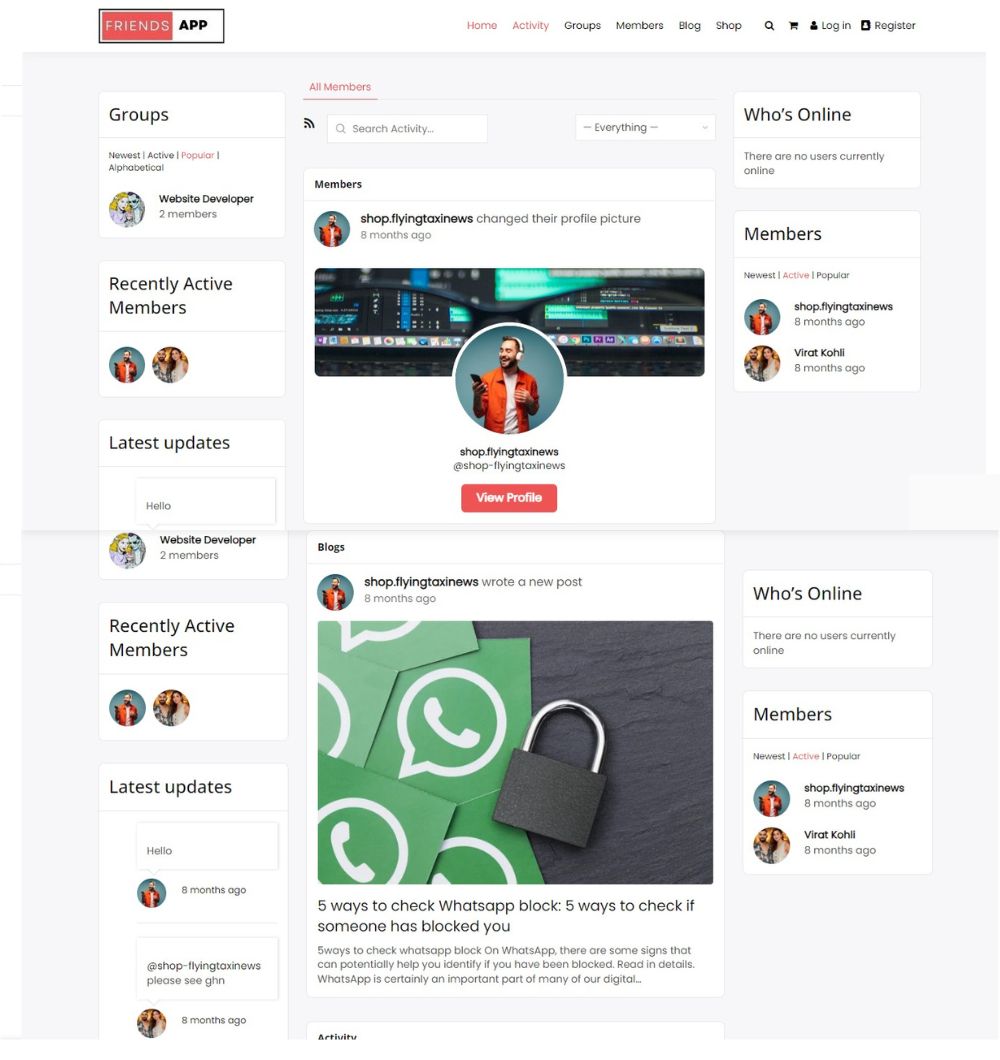 FRIENDS APP
Home Activity Groups Members Blog Shop Log in Register
Groups
Newest | Active | Popular |
Alphabetical
Website Developer
2 members
Recently Active
Members
Latest updates
Hello
All Members
Search Activity...
— Everything —
Members
shop.flyingtaxinews changed their profile picture
8 months ago
shop.flyingtaxinews
@shop-flyingtaxinews
View Profile
Who's Online
There are no users currently
online
Members
Newest | Active | Popular
shop.flyingtaxinews
8 months ago
Virat Kohli
8 months ago
Website Developer
2 members
Recently Active
Members
Latest updates
Hello
8 months ago
@shop-flyingtaxinews
please see ghn
8 months ago
Blogs
shop.flyingtaxinews wrote a new post
8 months ago
5 ways to check Whatsapp block: 5 ways to check if
someone has blocked you
5ways to check whatsapp block On WhatsApp, there are some signs that
can potentially help you identify if you have been blocked. Read in details.
WhatsApp is certainly an important part of many of our digital...
Activity
Who's Online
There are no users currently
online
Members
Newest | Active | Popular
shop.flyingtaxinews
8 months ago
Virat Kohli
8 months ago